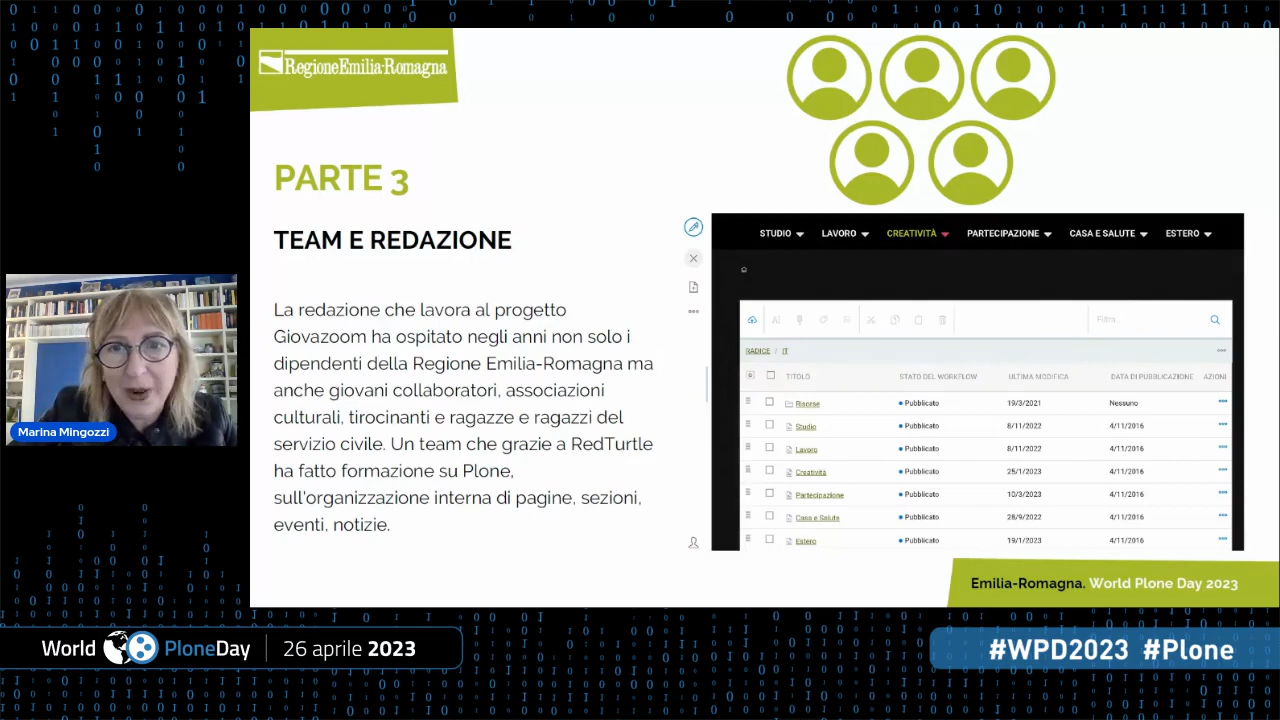 RegioneEmilia-Romagna
PARTE 3
TEAM E REDAZIONE
La redazione che lavora al progetto
Giovazoom ha ospitato negli anni non solo i
dipendenti della Regione Emilia-Romagna ma
anche giovani collaboratori, associazioni
culturali, tirocinanti e ragazze e ragazzi del
servizio civile. Un team che grazie a RedTurtle
ha fatto formazione su Plone,
sull'organizzazione interna di pagine, sezioni,
eventi, notizie.
STUDIO LAVORO CREATIVITÀ PARTECIPAZIONE CASA E SALUTE ESTERO
Filtra...
RADICE / IT
TITOLO STATO DEL WORKFLOW ULTIMA MODIFICA DATA DI PUBBLICAZIONE AZIONI
Risorse Pubblicato 19/3/2021 Nessuno
Studio Pubblicato 8/11/2022 4/11/2016
Lavoro Pubblicato 8/11/2022 4/11/2016
Creatività Pubblicato 25/1/2023 4/11/2016
Partecipazione Pubblicato 10/3/2023 4/11/2016
Casa e Salute Pubblicato 28/9/2022 4/11/2016
Estero Pubblicato 19/1/2023 4/11/2016
Emilia-Romagna. World Plone Day 2023
Marina Mingozzi
World PloneDay 26 aprile 2023
#WPD2023 #Plone